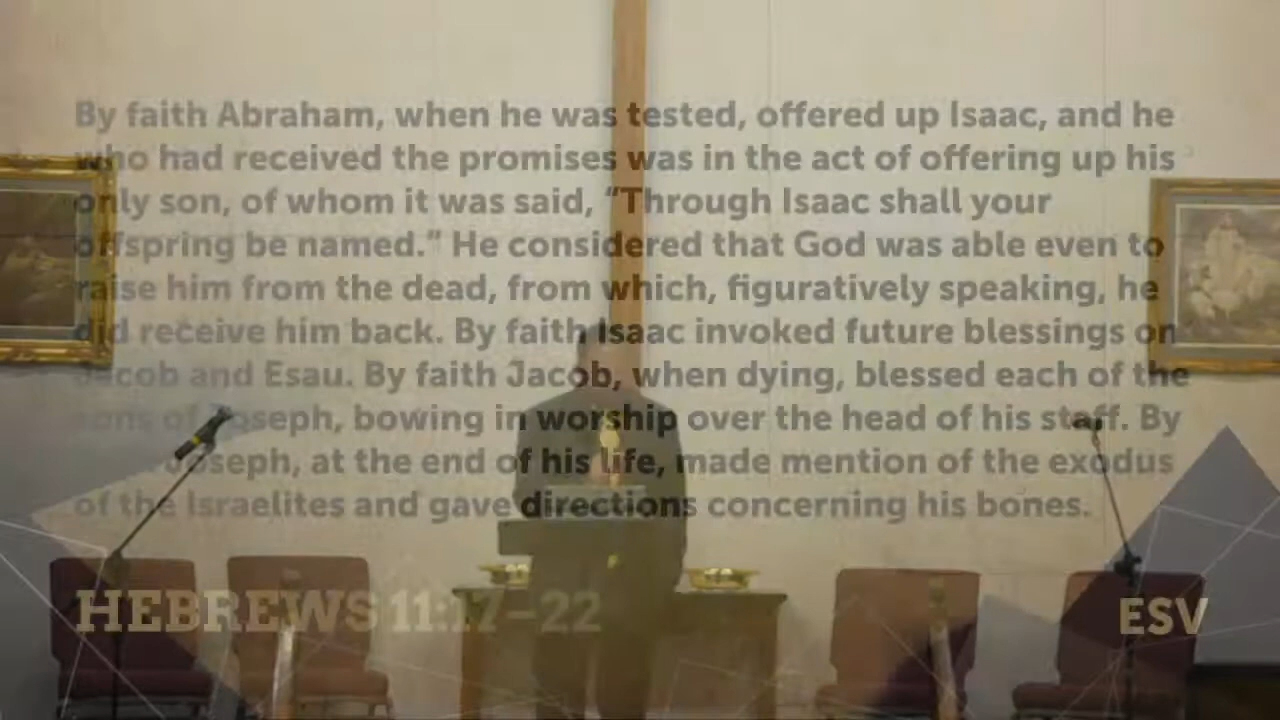 By faith Abraham, when he was tested, offered up Isaac, and he
who had received the promises was in the act of offering up his
only son, of whom it was said, “Through Isaac shall your
offspring be named.” He considered that God was able even to
raise him from the dead, from which, figuratively speaking, he
did receive him back. By faith Isaac invoked future blessings on
Jacob and Esau. By faith Jacob, when dying, blessed each of the
sons of Joseph, bowing in worship over the head of his staff. By
Joseph, at the end of his life, made mention of the exodus
of the Israelites and gave directions concerning his bones.
HEBREWS 11:17–22
ESV